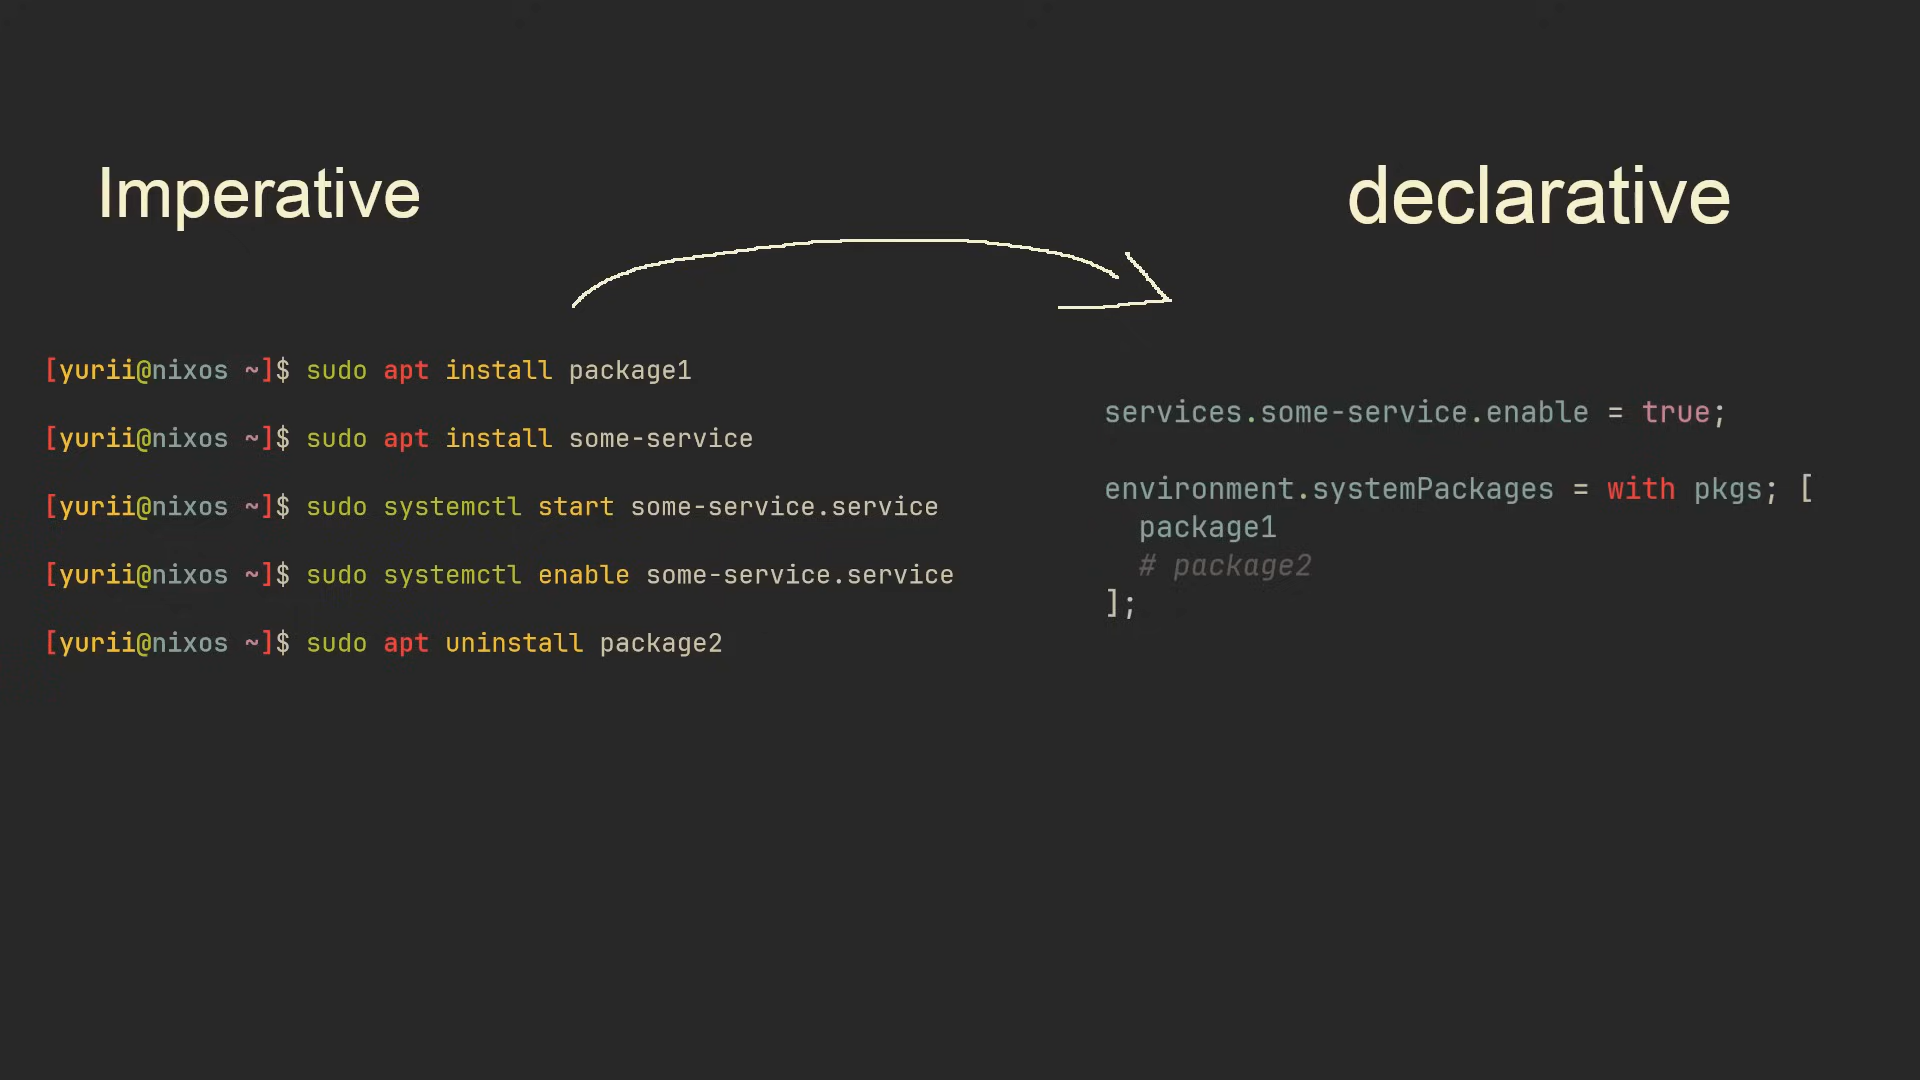 Imperative
declarative
[yurii@nixos ~]$ sudo apt install package1
[yurii@nixos ~]$ sudo apt install some-service
[yurii@nixos ~]$ sudo systemctl start some-service.service
[yurii@nixos ~]$ sudo systemctl enable some-service.service
[yurii@nixos ~]$ sudo apt uninstall package2
services.some-service.enable = true;
environment.systemPackages = with pkgs; [
package1
# package2
];